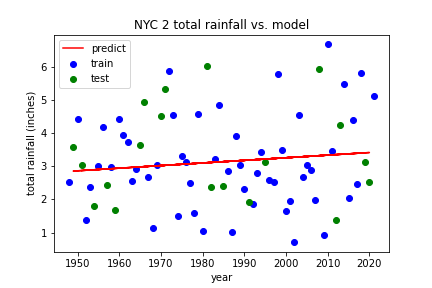 NYC 2 total rainfall vs. model
predict
train
test
total rainfall (inches)
6
5
4
3
2
1
1950 1960 1970 1980 1990 2000 2010 2020
year